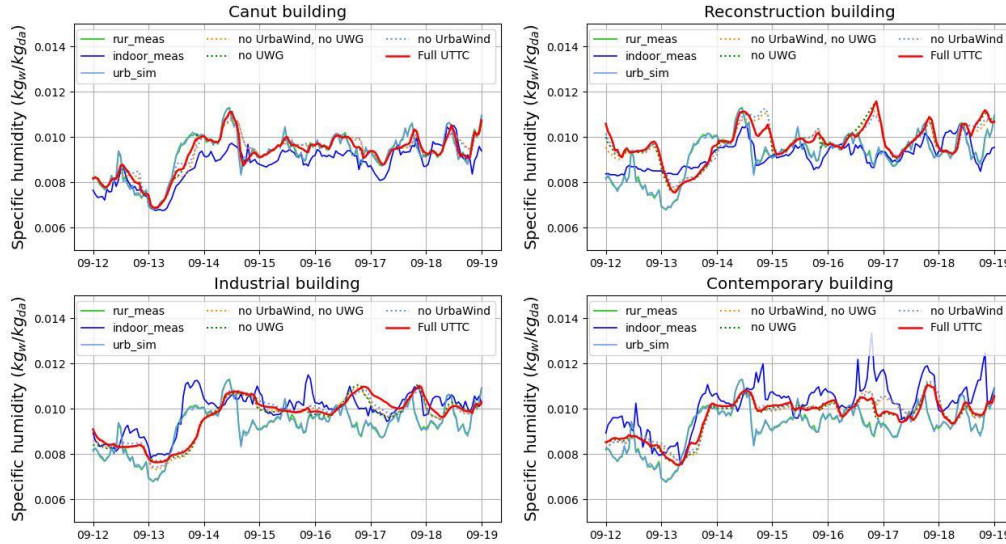 Canut building
Specific humidity (kg_w/kg_da)
0.014
0.012
0.010
0.008
0.006
rur_meas
indoor_meas
urb_sim
no UrbaWind, no UWG
no UWG
no UrbaWind
Full UTTC
09-12 09-13 09-14 09-15 09-16 09-17 09-18 09-19
Reconstruction building
Specific humidity (kg_w/kg_da)
0.014
0.012
0.010
0.008
0.006
rur_meas
indoor_meas
urb_sim
no UrbaWind, no UWG
no UWG
no UrbaWind
Full UTTC
09-12 09-13 09-14 09-15 09-16 09-17 09-18 09-19
Industrial building
Specific humidity (kg_w/kg_da)
0.014
0.012
0.010
0.008
0.006
rur_meas
indoor_meas
urb_sim
no UrbaWind, no UWG
no UWG
no UrbaWind
Full UTTC
09-12 09-13 09-14 09-15 09-16 09-17 09-18 09-19
Contemporary building
Specific humidity (kg_w/kg_da)
0.014
0.012
0.010
0.008
0.006
rur_meas
indoor_meas
urb_sim
no UrbaWind, no UWG
no UWG
no UrbaWind
Full UTTC
09-12 09-13 09-14 09-15 09-16 09-17 09-18 09-19